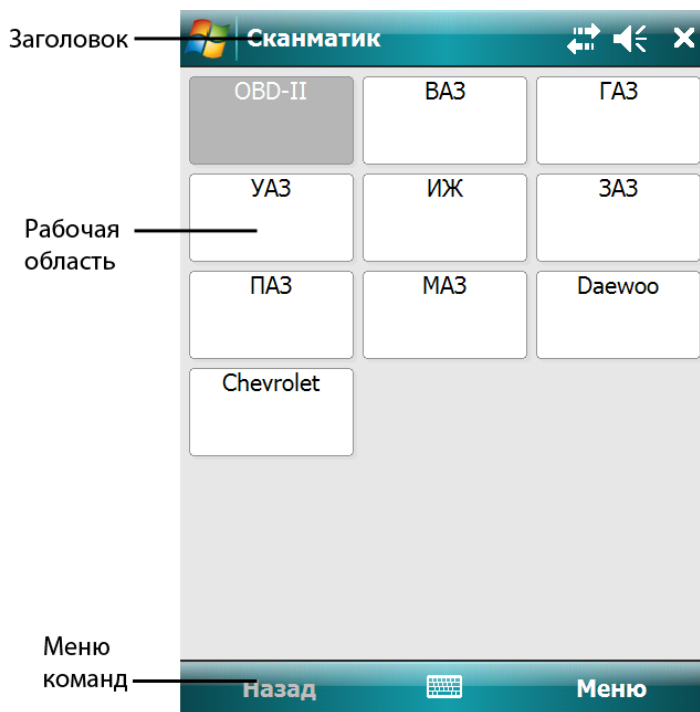 Заголовок
Сканматик
OBD-II
ВАЗ
ГАЗ
УАЗ
ИЖ
ЗАЗ
Рабочая
область
ПАЗ
МАЗ
Daewoo
Chevrolet
Меню
команд
Назад
Меню